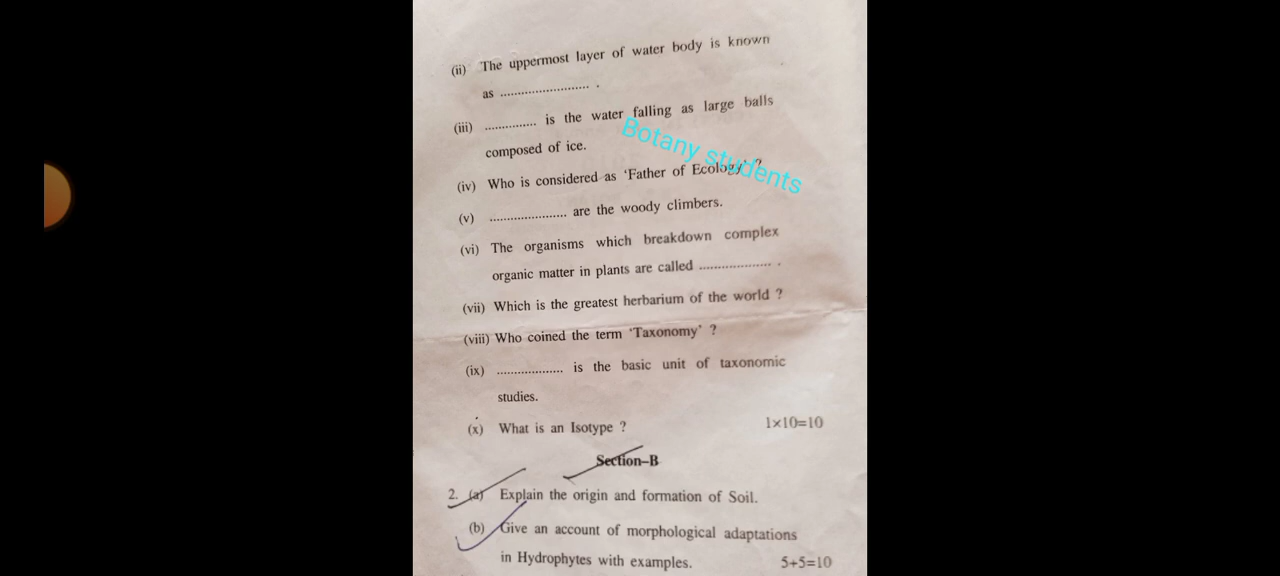 (ii) The uppermost layer of water body is known
as .......................... .
(iii) ............... is the water falling as large balls
composed of ice.
Botany students
(iv) Who is considered as 'Father of Ecology' ?
(v) ...................... are the woody climbers.
(vi) The organisms which breakdown complex
organic matter in plants are called .................... .
(vii) Which is the greatest herbarium of the world ?
(viii) Who coined the term 'Taxonomy' ?
(ix) ................... is the basic unit of taxonomic
studies.
(x) What is an Isotype ? 1×10=10
Section–B
2. (a) Explain the origin and formation of Soil.
(b) Give an account of morphological adaptations
in Hydrophytes with examples. 5+5=10